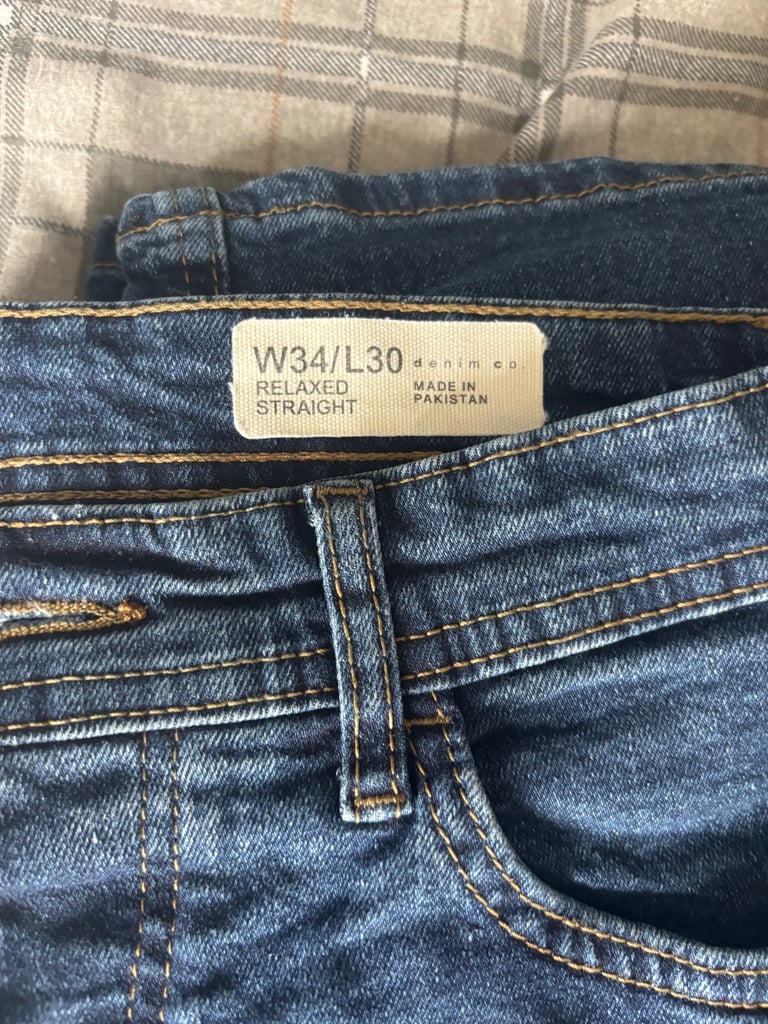 W34/L30 denim co.
RELAXED MADE IN
STRAIGHT PAKISTAN